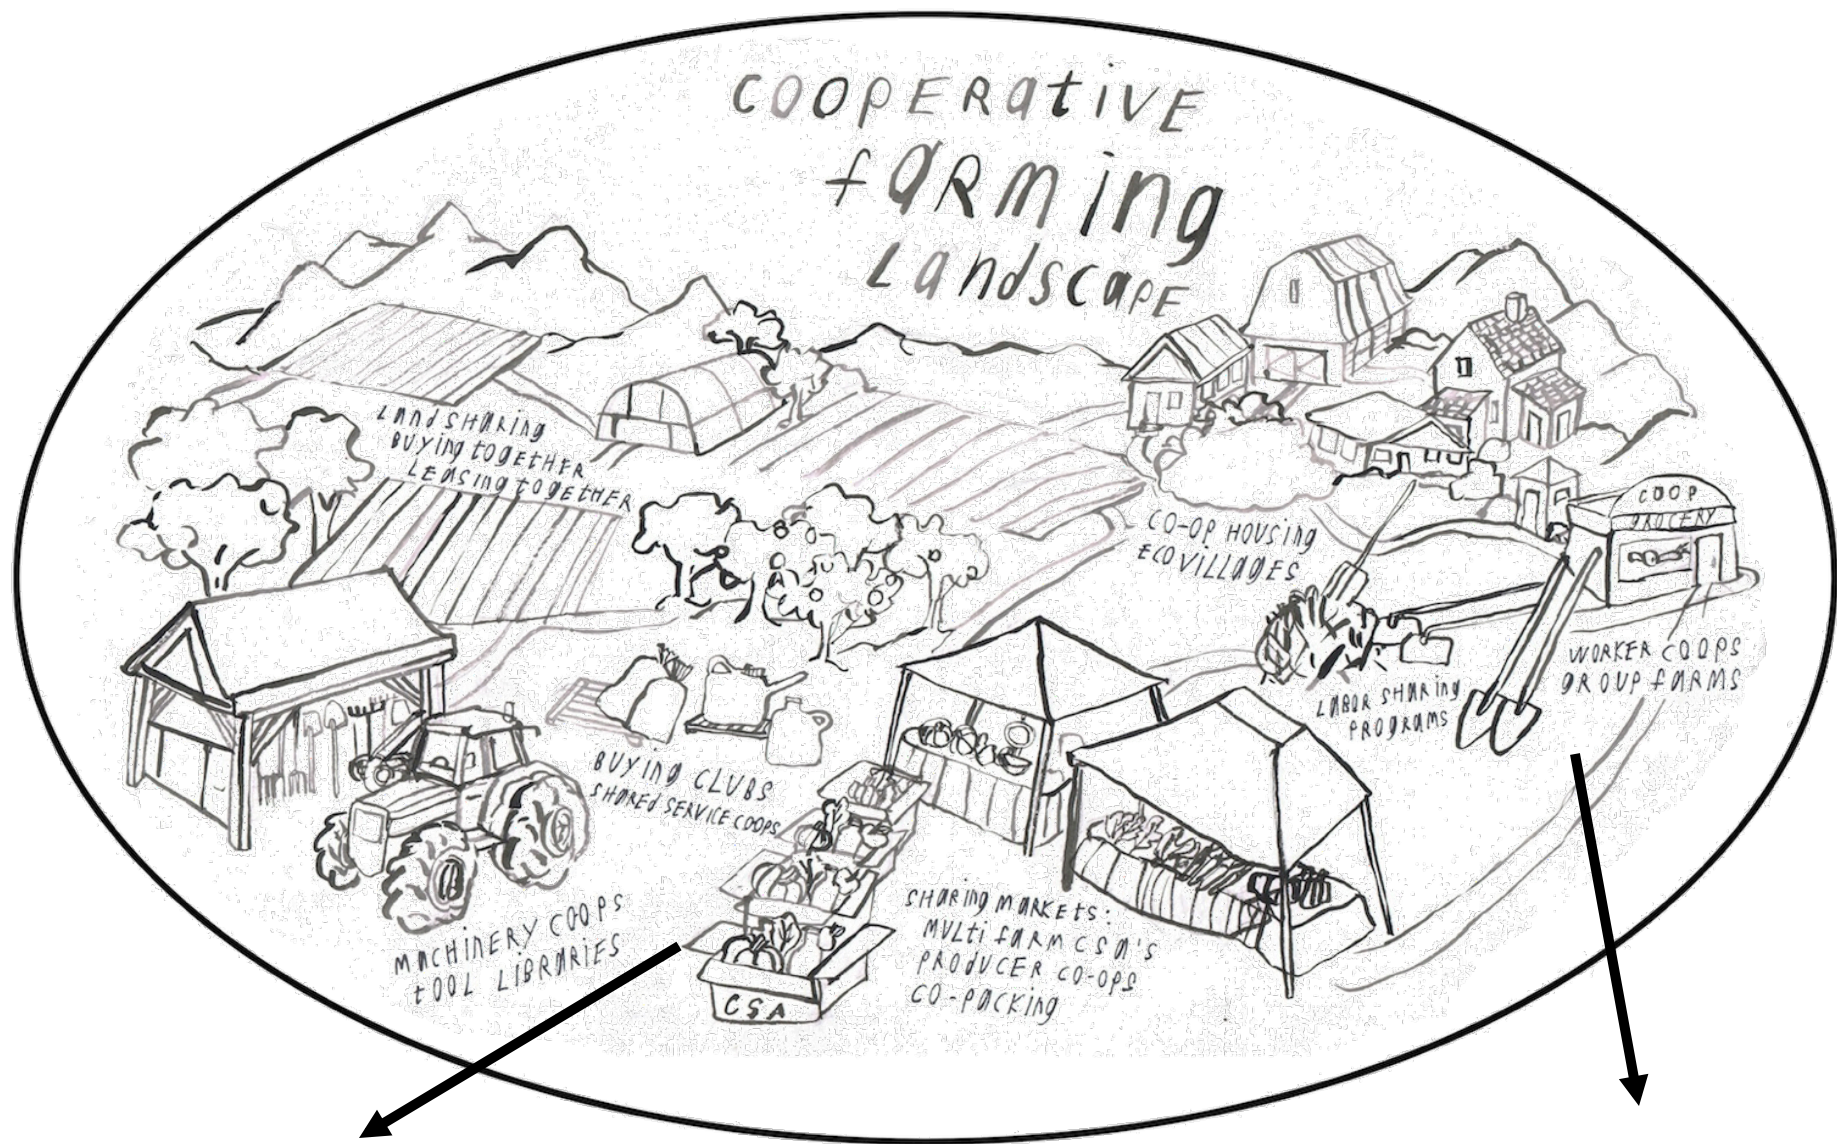 COOPERATIVE
FARMING
LANDSCAPE
LAND SHARING
BUYING TOGETHER
LEASING TOGETHER
CO-OP HOUSING
ECOVILLAGES
COOP
GROCERY
WORKER COOPS
GROUP FARMS
LABOR SHARING
PROGRAMS
BUYING CLUBS
SHARED SERVICE COOPS
MACHINERY COOPS
TOOL LIBRARIES
SHARING MARKETS:
MULTI FARM CSA'S
PRODUCER CO-OPS
CO-PACKING
CSA